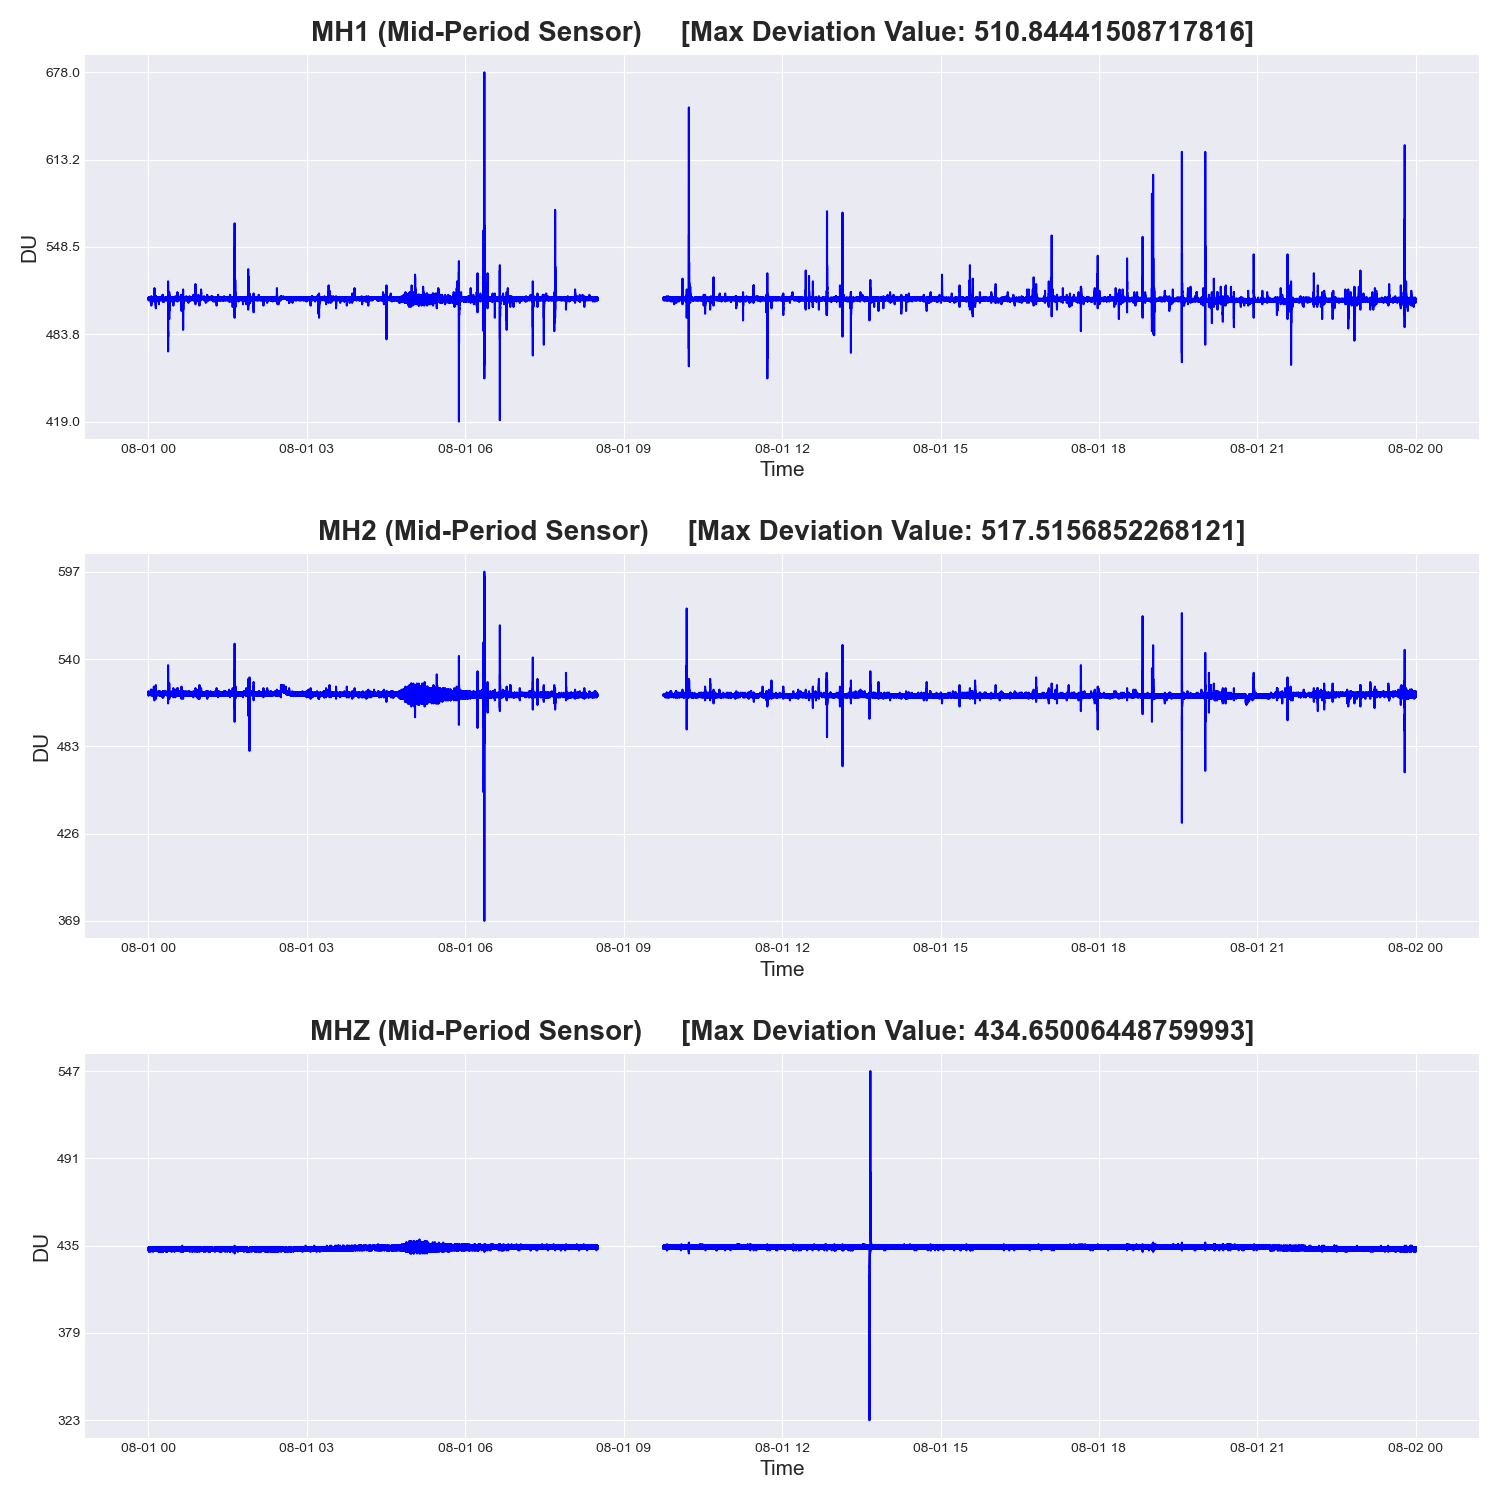 MH1 (Mid-Period Sensor) [Max Deviation Value: 510.84441508717816]
678.0
613.2
548.5
483.8
419.0
DU
08-01 00 08-01 03 08-01 06 08-01 09 08-01 12 08-01 15 08-01 18 08-01 21 08-02 00
Time
MH2 (Mid-Period Sensor) [Max Deviation Value: 517.5156852268121]
597
540
483
426
369
DU
08-01 00 08-01 03 08-01 06 08-01 09 08-01 12 08-01 15 08-01 18 08-01 21 08-02 00
Time
MHZ (Mid-Period Sensor) [Max Deviation Value: 434.65006448759993]
547
491
435
379
323
DU
08-01 00 08-01 03 08-01 06 08-01 09 08-01 12 08-01 15 08-01 18 08-01 21 08-02 00
Time